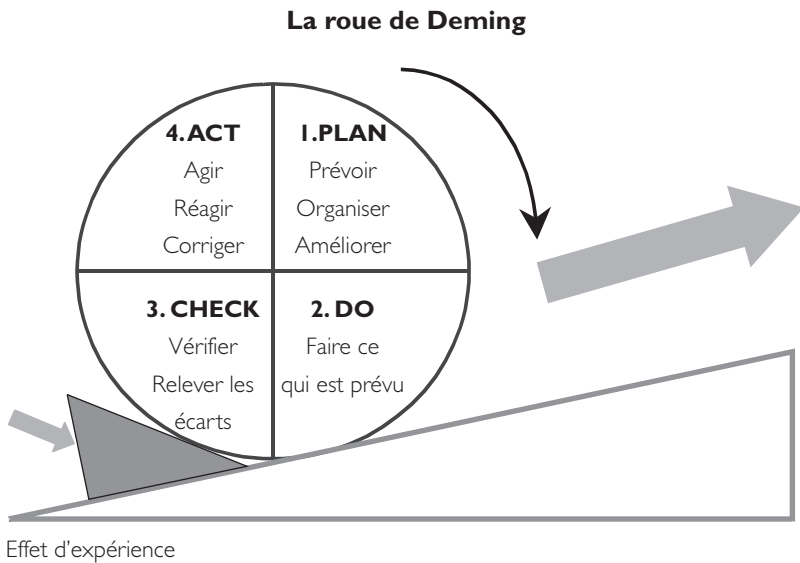 La roue de Deming
4. ACT
Agir
Réagir
Corriger
1. PLAN
Prévoir
Organiser
Améliorer
3. CHECK
Vérifier
Relever les
écarts
2. DO
Faire ce
qui est prévu
Effet d'expérience